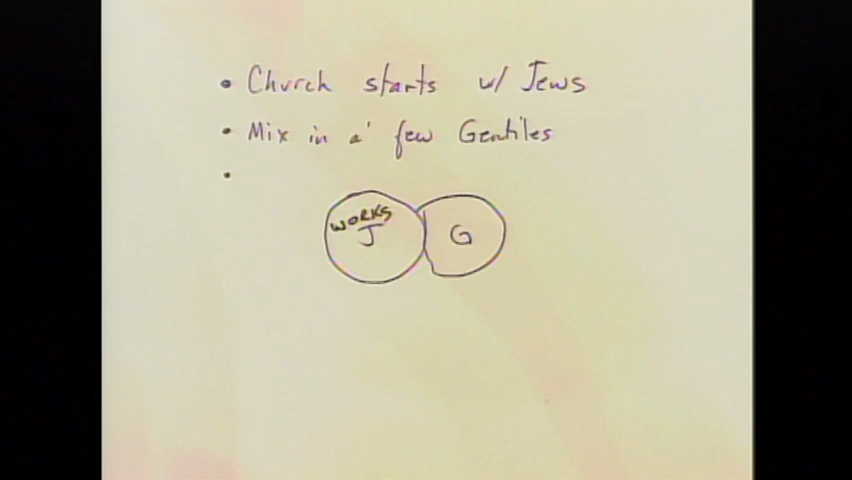 • Church starts w/ Jews
• Mix in a' few Gentiles
•
WORKS
J
G